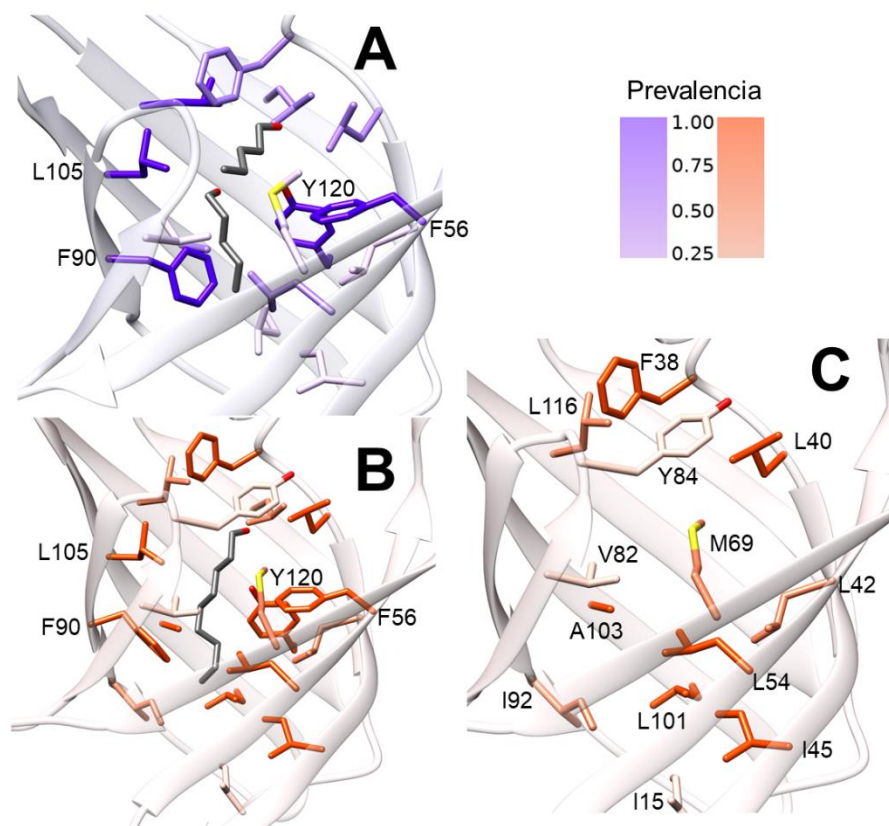 A
Prevalencia
1.00
0.75
0.50
0.25
L105
Y120
F56
F90
B
L105
Y120
F90
F56
C
F38
L116
L40
Y84
V82
M69
L42
A103
L54
I92
L101
I45
I15